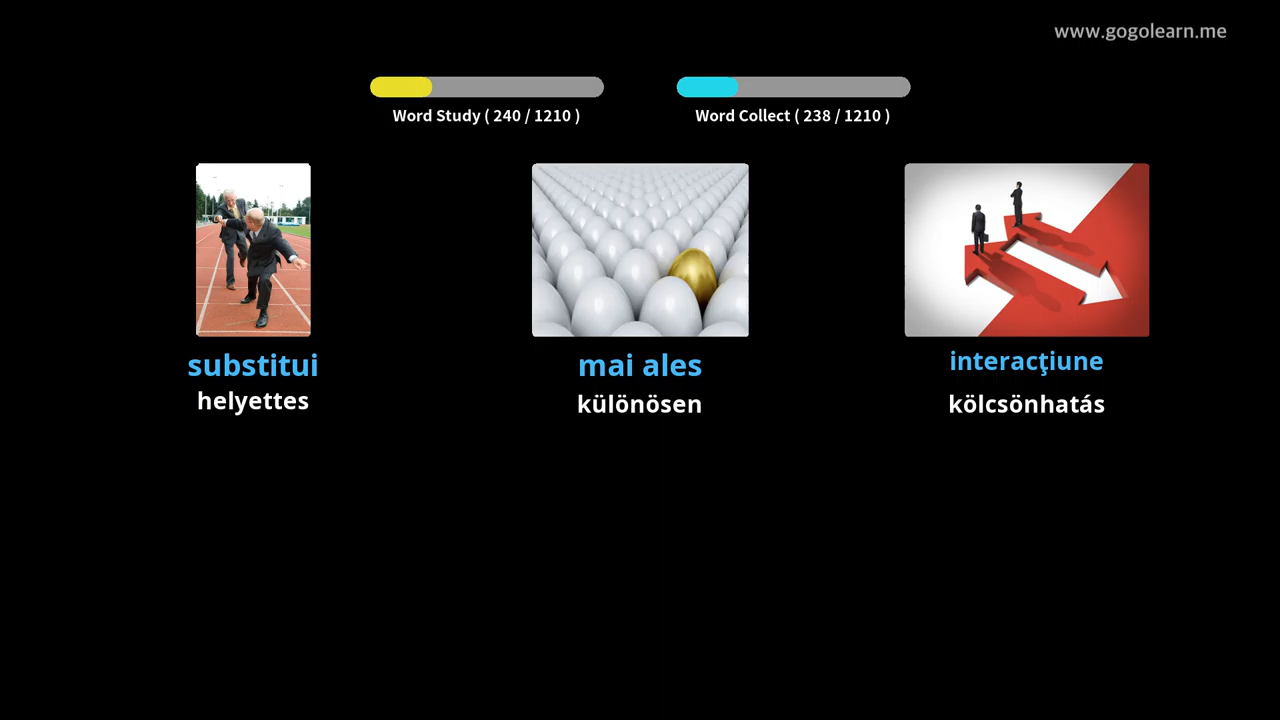 www.gogolearn.me
Word Study ( 240 / 1210 )
Word Collect ( 238 / 1210 )
substitui
helyettes
mai ales
különösen
interacţiune
kölcsönhatás